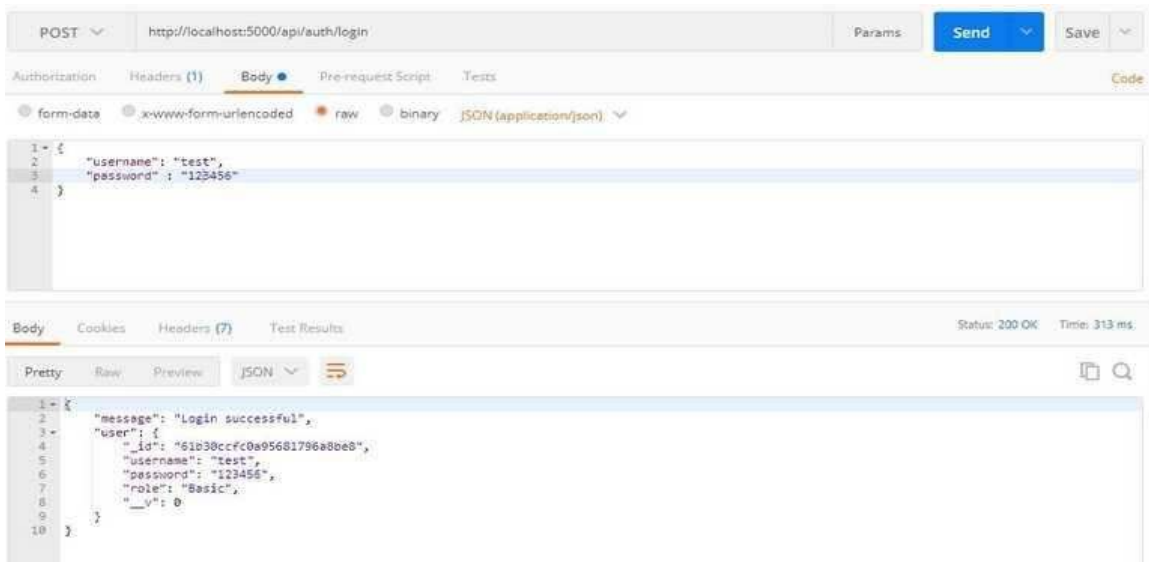 POST http://localhost:5000/api/auth/login Params Send Save
Authorization Headers (1) Body Pre-request Script Tests Code
form-data x-www-form-urlencoded raw binary JSON (application/json)
1 {
2 "username": "test",
3 "password" : "123456"
4 }
Body Cookies Headers (7) Test Results Status: 200 OK Time: 313 ms
Pretty Raw Preview JSON
1 {
2 "message": "Login successful",
3 "user": {
4 "_id": "61b30ccfc0a95681796a8be8",
5 "username": "test",
6 "password": "123456",
7 "role": "Basic",
8 "__v": 0
9 }
10 }